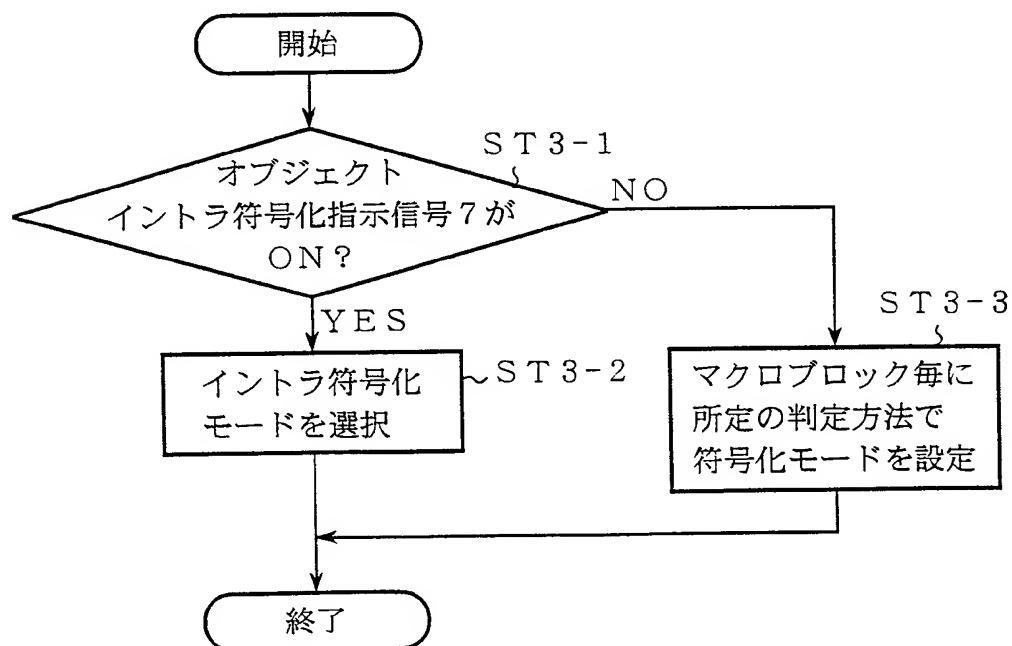 開始
ST3-1
オブジェクト
イントラ符号化指示信号7が
ON?
NO
YES
ST3-3
イントラ符号化
モードを選択
ST3-2
マクロブロック毎に
所定の判定方法で
符号化モードを設定
終了